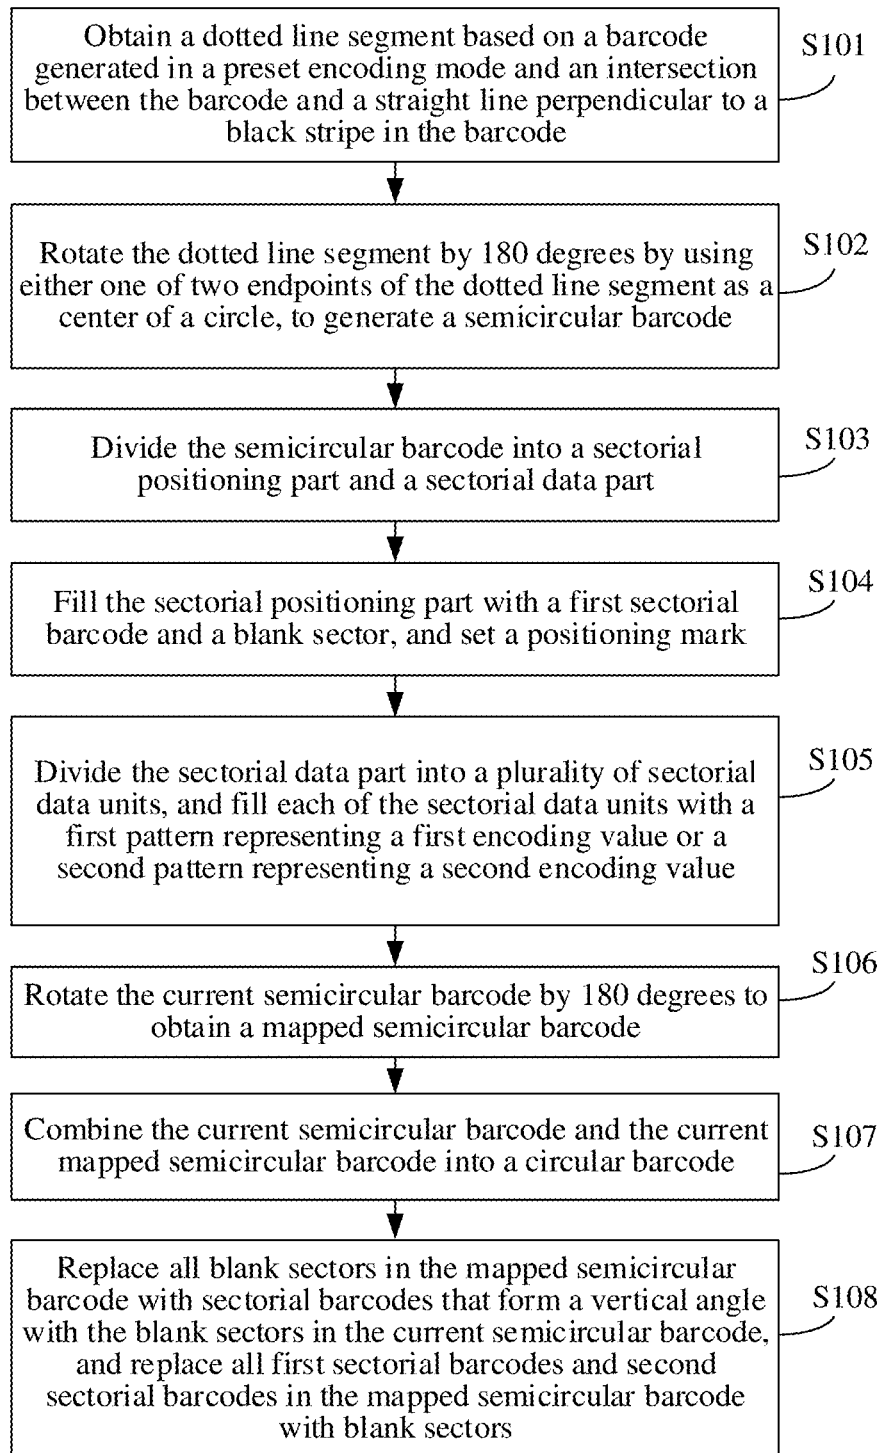 Obtain a dotted line segment based on a barcode
generated in a preset encoding mode and an intersection
between the barcode and a straight line perpendicular to a
black stripe in the barcode
S101
Rotate the dotted line segment by 180 degrees by using
either one of two endpoints of the dotted line segment as a
center of a circle, to generate a semicircular barcode
S102
Divide the semicircular barcode into a sectorial
positioning part and a sectorial data part
S103
Fill the sectorial positioning part with a first sectorial
barcode and a blank sector, and set a positioning mark
S104
Divide the sectorial data part into a plurality of sectorial
data units, and fill each of the sectorial data units with a
first pattern representing a first encoding value or a
second pattern representing a second encoding value
S105
Rotate the current semicircular barcode by 180 degrees to
obtain a mapped semicircular barcode
S106
Combine the current semicircular barcode and the current
mapped semicircular barcode into a circular barcode
S107
Replace all blank sectors in the mapped semicircular
barcode with sectorial barcodes that form a vertical angle
with the blank sectors in the current semicircular barcode,
and replace all first sectorial barcodes and second
sectorial barcodes in the mapped semicircular barcode
with blank sectors
S108